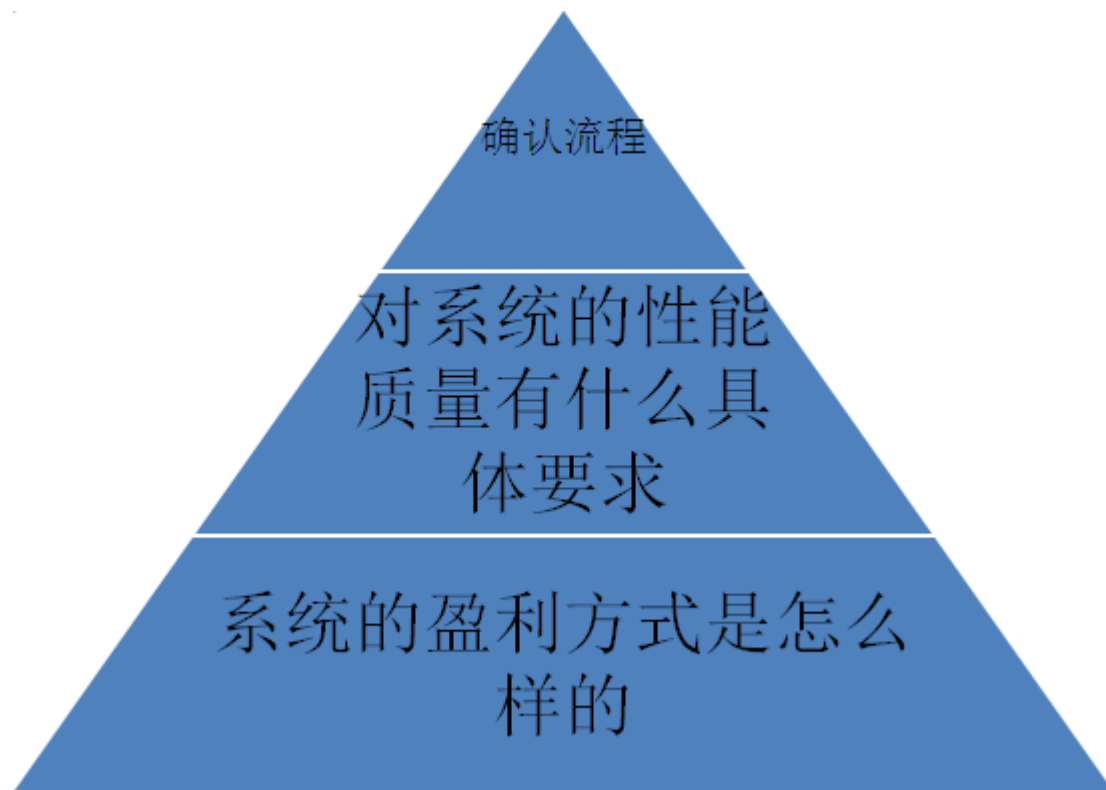 确认流程
对系统的性能
质量有什么具
体要求
系统的盈利方式是怎么
样的